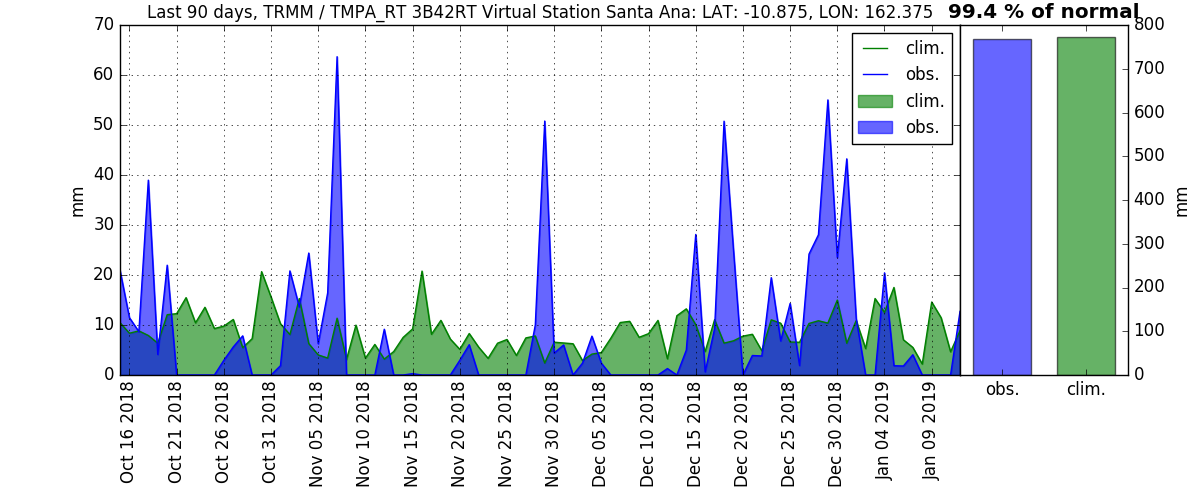 Last 90 days, TRMM / TMPA_RT 3B42RT Virtual Station Santa Ana: LAT: -10.875, LON: 162.375 99.4 % of normal
70
60
50
40
30
20
10
0
mm
clim.
obs.
clim.
obs.
Oct 16 2018
Oct 21 2018
Oct 26 2018
Oct 31 2018
Nov 05 2018
Nov 10 2018
Nov 15 2018
Nov 20 2018
Nov 25 2018
Nov 30 2018
Dec 05 2018
Dec 10 2018
Dec 15 2018
Dec 20 2018
Dec 25 2018
Dec 30 2018
Jan 04 2019
Jan 09 2019
800
700
600
500
400
300
200
100
0
mm
obs.
clim.